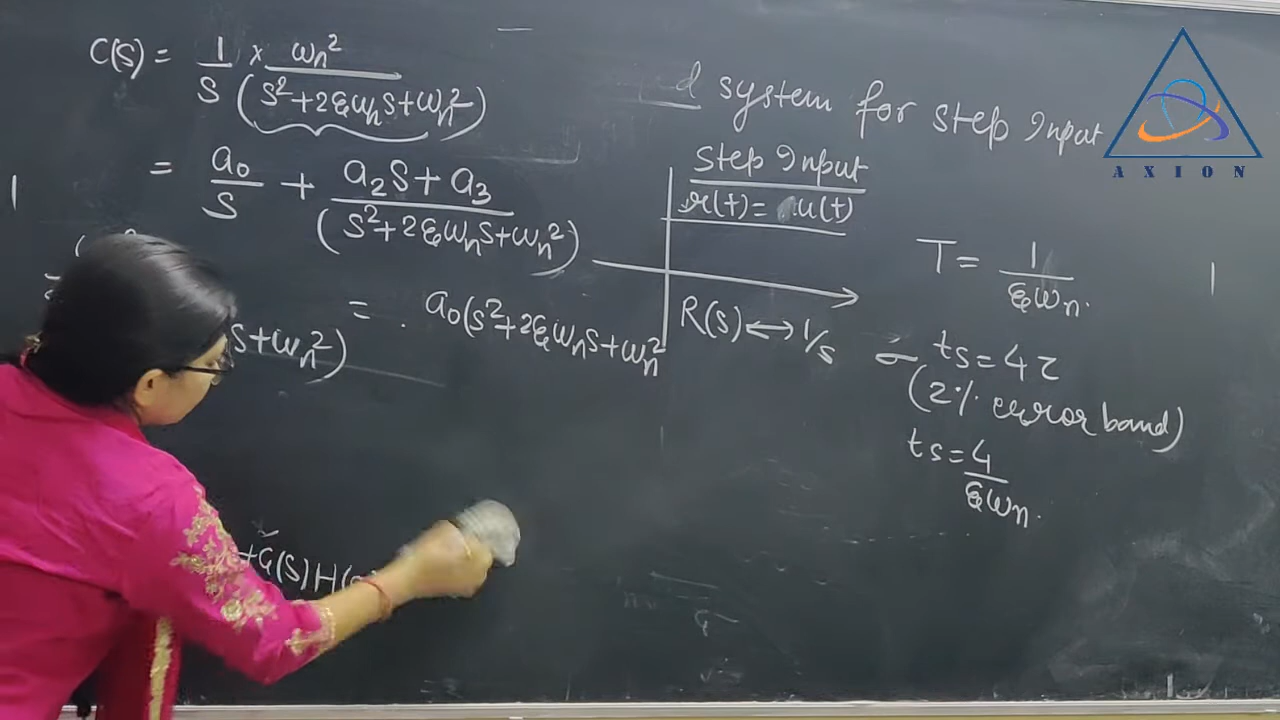 C(S) = 1/S × ωn²/(S²+2ξωnS+ωn²)
= a0/S + (a2S + a3)/(S²+2ξωnS+ωn²)
S+ωn²)
= a0(S²+2ξωnS+ωn²
+G(S)H(
d system for step Input
Step Input
r(t) = u(t)
R(S)↔1/s
T = 1/ξωn.
ts = 4τ
(2% error band)
ts = 4/ξωn.
AXION